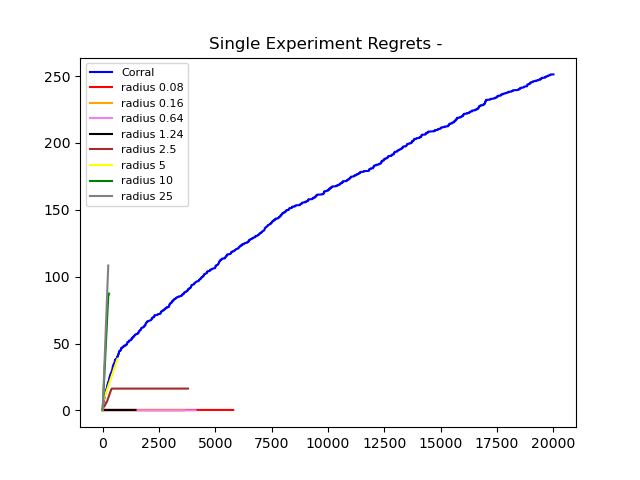 Single Experiment Regrets -
Corral
radius 0.08
radius 0.16
radius 0.64
radius 1.24
radius 2.5
radius 5
radius 10
radius 25
250
200
150
100
50
0
0 2500 5000 7500 10000 12500 15000 17500 20000